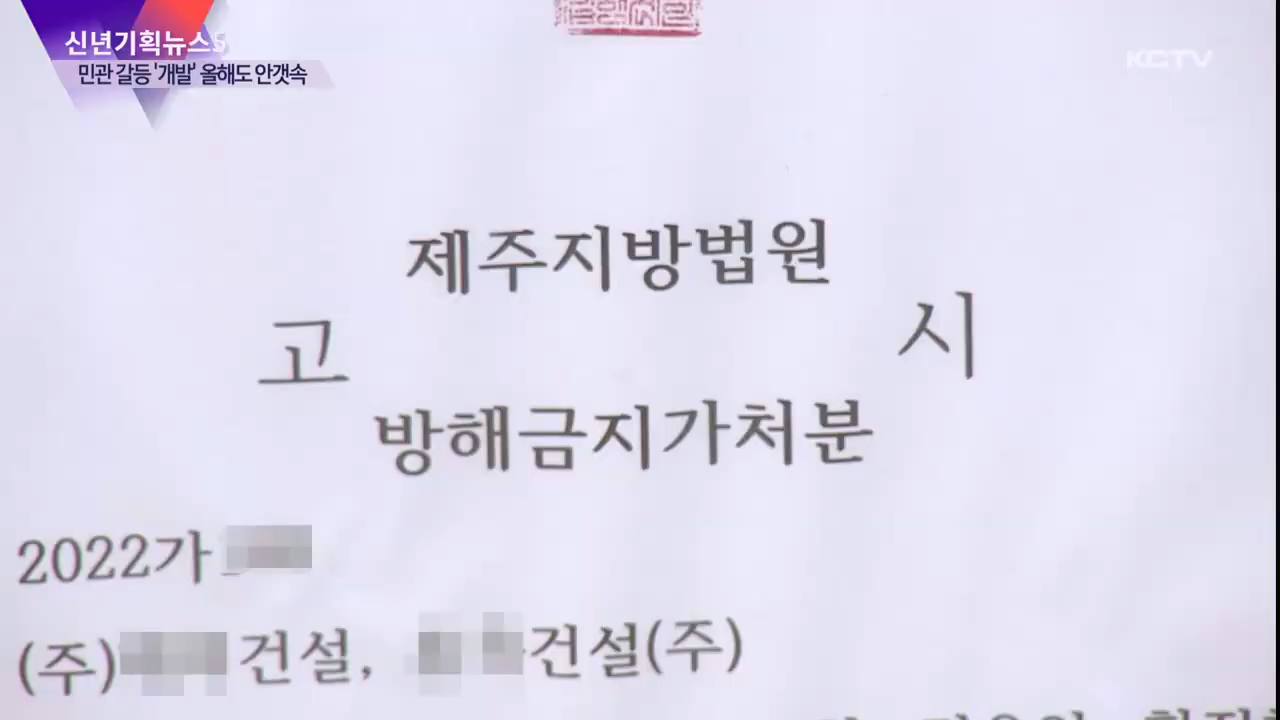 신년기획뉴스5
민관 갈등 '개발' 올해도 안갯속
KCTV
제주지방법원
고 시
방해금지가처분
2022가
(주) 건설, 건설(주)